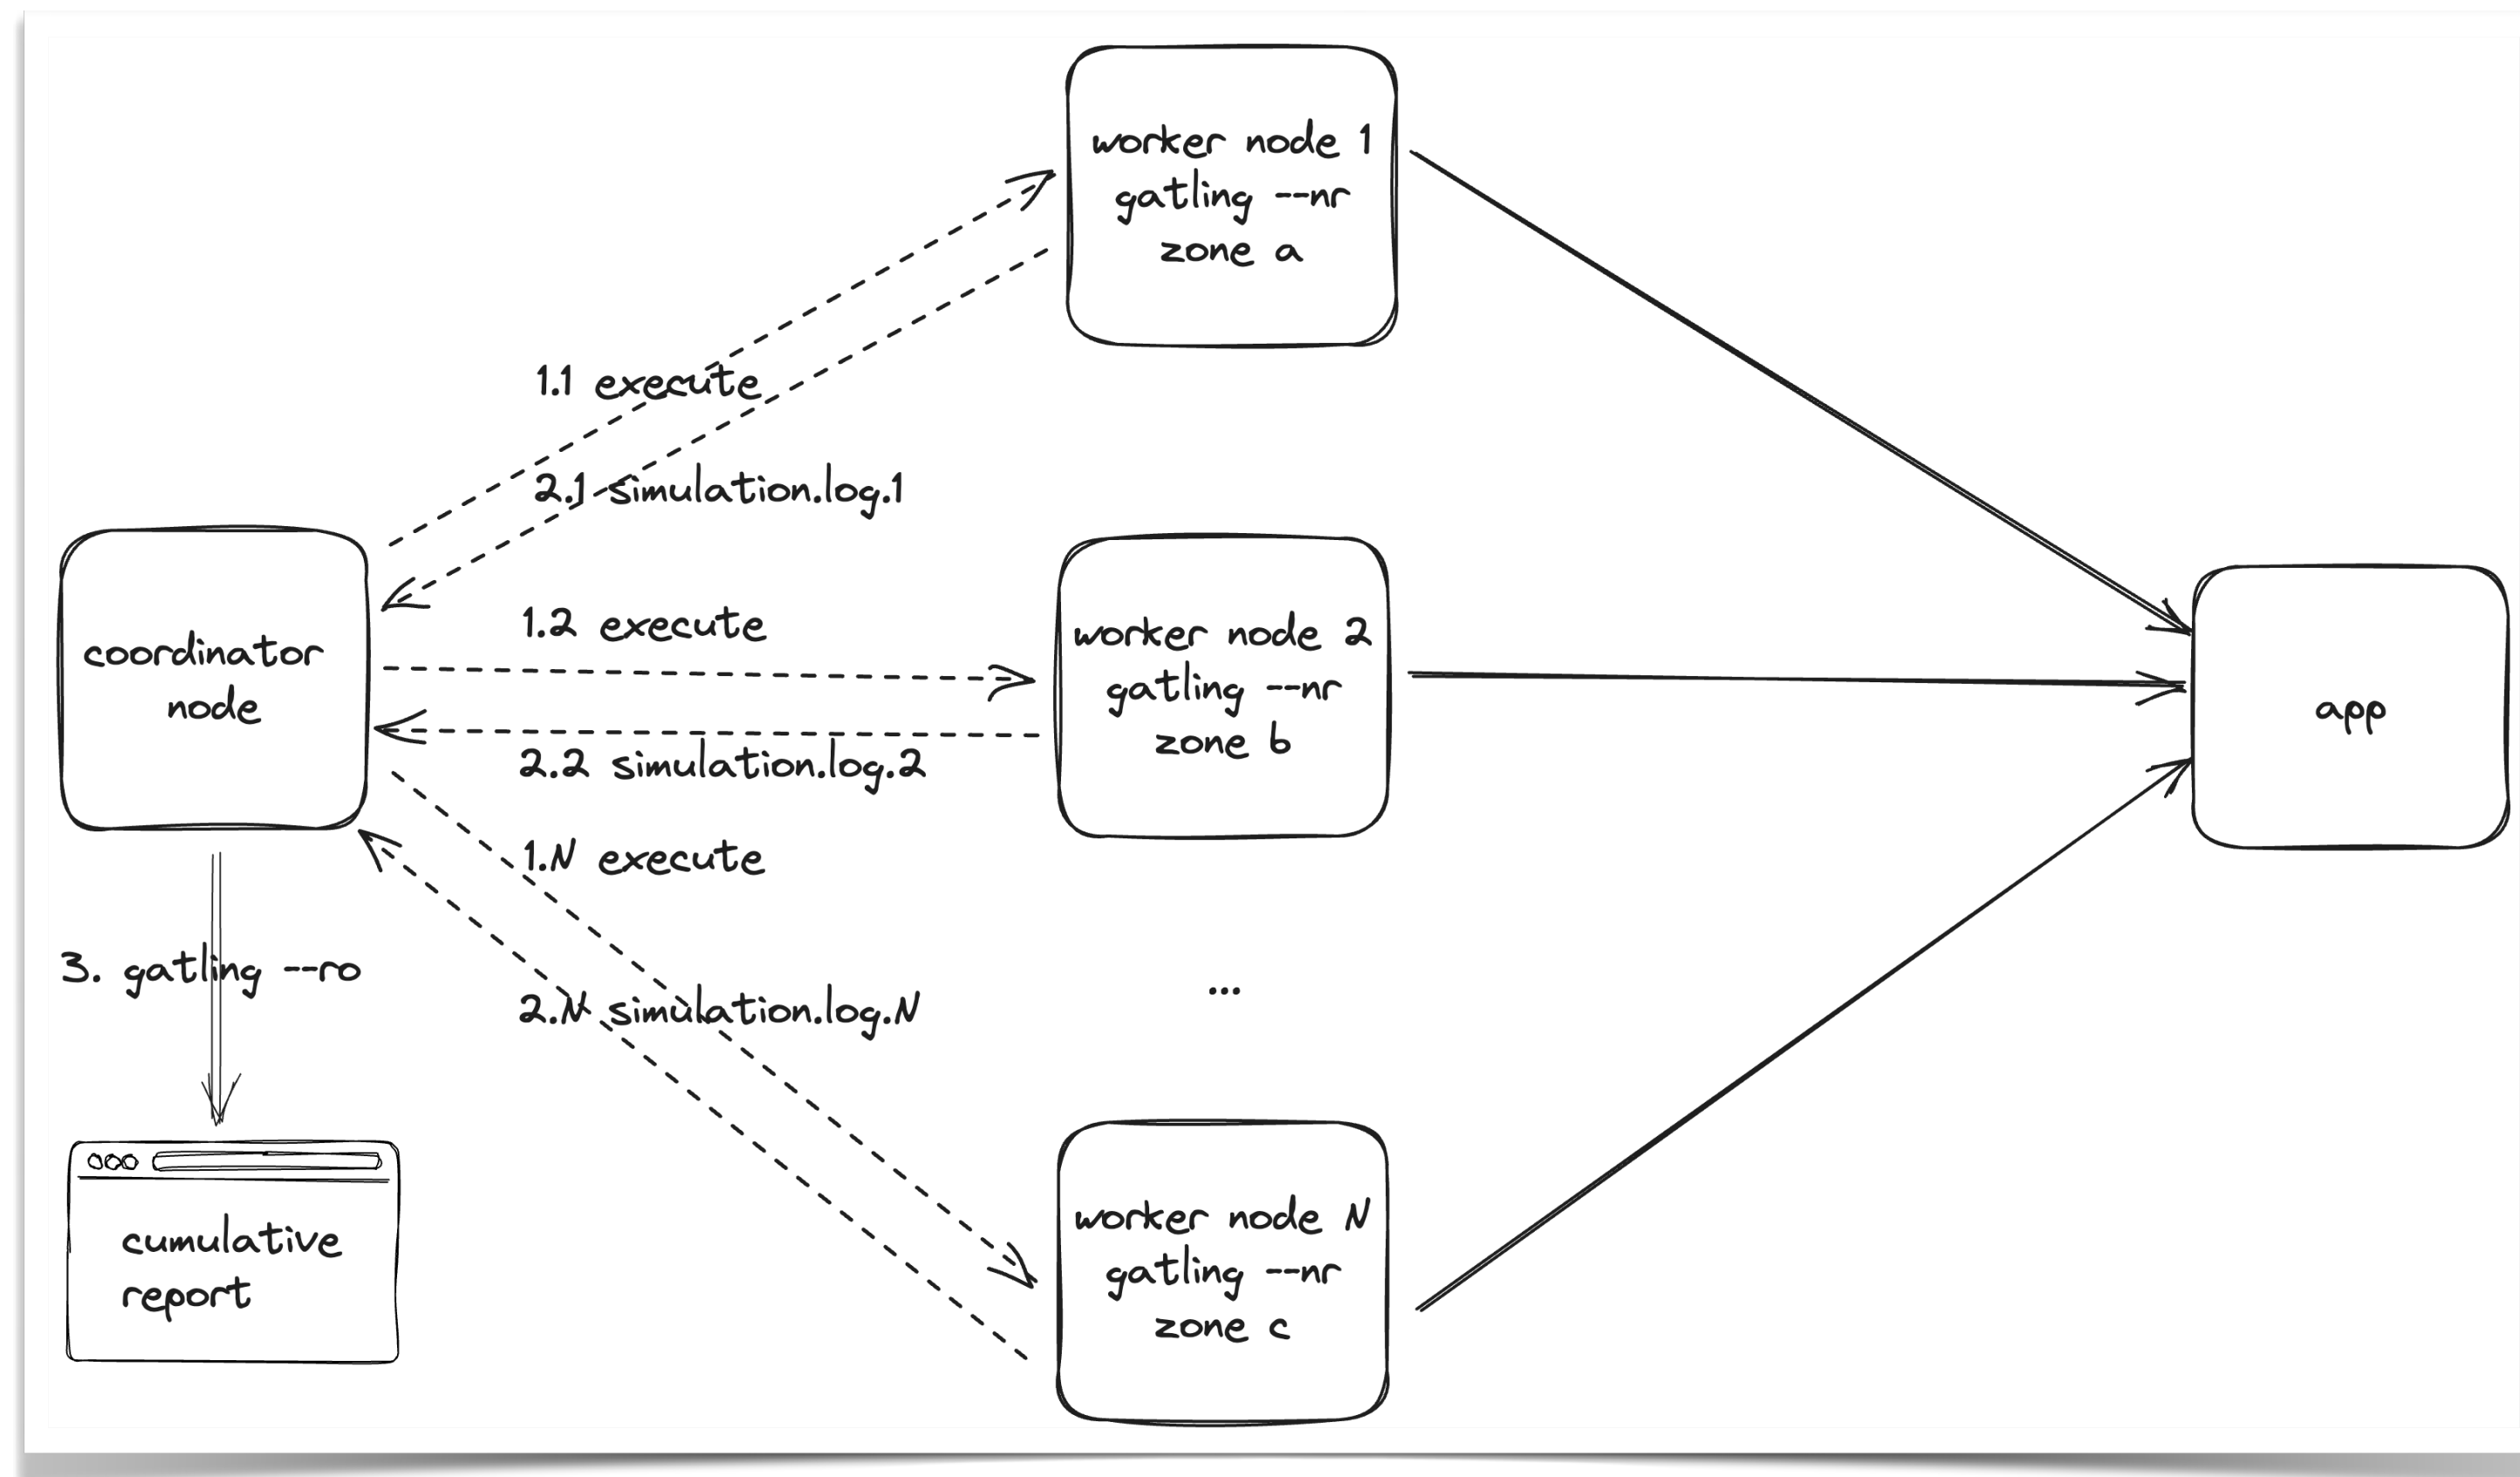 worker node 1
gatling --nr
zone a
1.1 execute
2.1 simulation.log.1
coordinator
node
1.2 execute
2.2 simulation.log.2
worker node 2
gatling --nr
zone b
app
1.N execute
3. gatling --ro
2.N simulation.log.N
...
cumulative
report
worker node N
gatling --nr
zone c